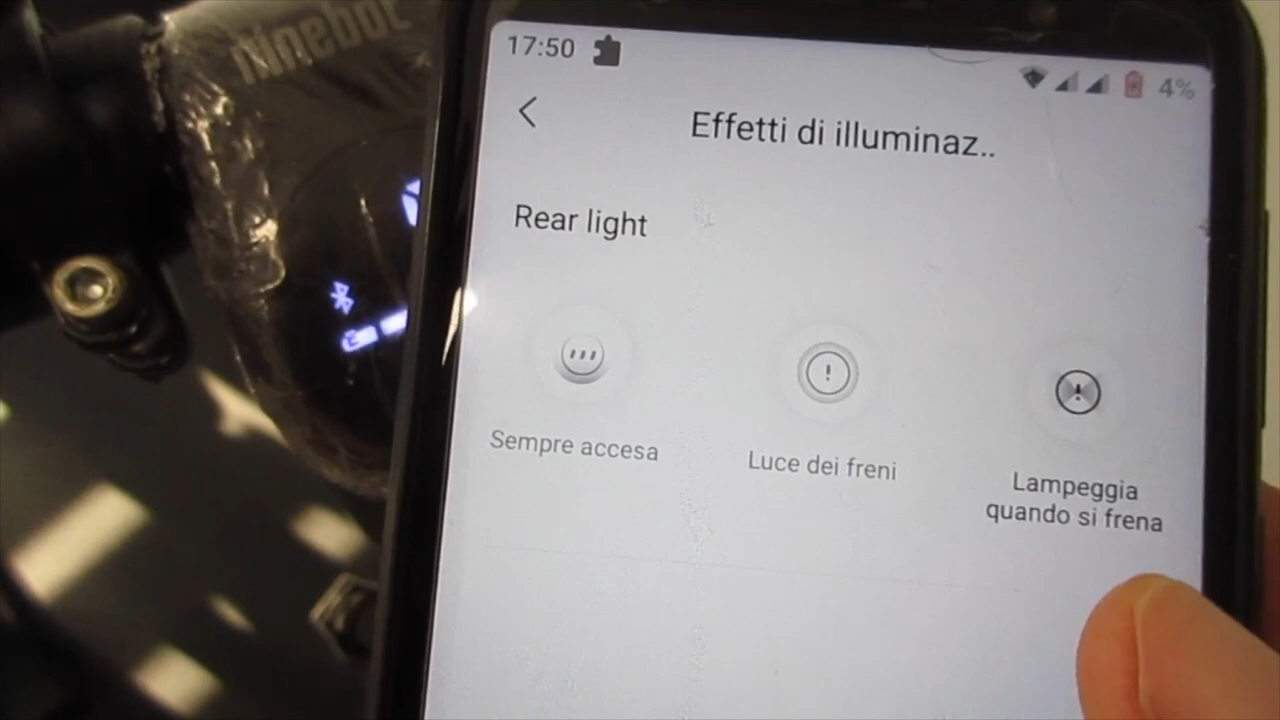 Ninebot
17:50
4%
Effetti di illuminaz..
Rear light
Sempre accesa
Luce dei freni
Lampeggia
quando si frena